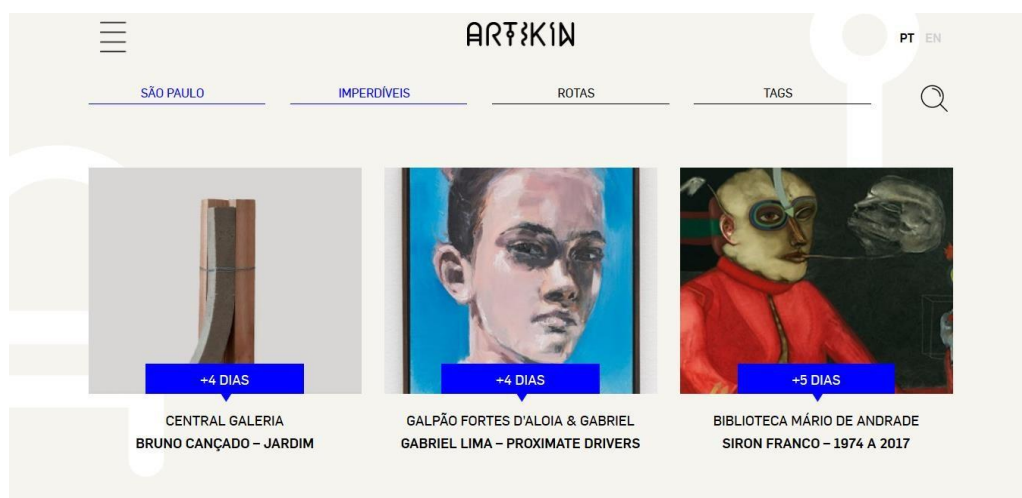 ARTIKIN
PT EN
SÃO PAULO
IMPERDÍVEIS
ROTAS
TAGS
+4 DIAS
CENTRAL GALERIA
BRUNO CANÇADO – JARDIM
+4 DIAS
GALPÃO FORTES D'ALOIA & GABRIEL
GABRIEL LIMA – PROXIMATE DRIVERS
+5 DIAS
BIBLIOTECA MÁRIO DE ANDRADE
SIRON FRANCO – 1974 A 2017